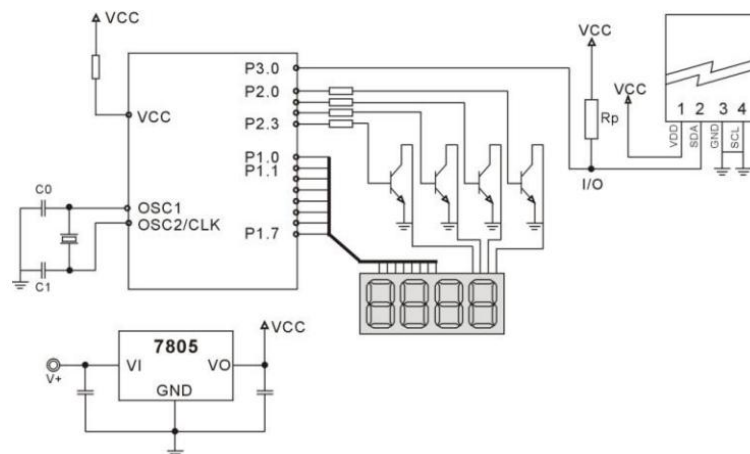 VCC
VCC
P3.0
P2.0
P2.3
P1.0
P1.1
P1.7
OSC1
OSC2/CLK
C0
C1
VCC
VCC
Rp
I/O
1 2 3 4
VDD SDA GND SCL
7805
VI VO
GND
V+
VCC
8888